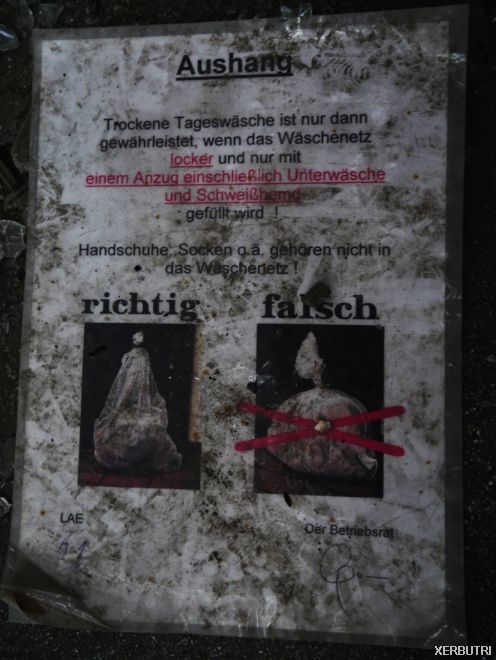 Aushang
Trockene Tageswäsche ist nur dann
gewährleistet, wenn das Wäschenetz
locker und nur mit
einem Anzug einschließlich Unterwäsche
und Schweißhemd
gefüllt wird !
Handschuhe, Socken o.ä. gehören nicht in
das Wäschenetz !
richtig falsch
LAE
Der Betriebsrat
XERBUTRI